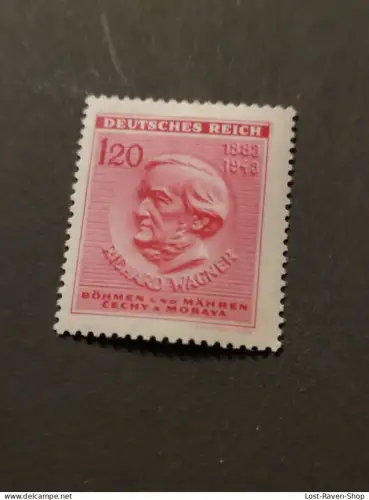 DEUTSCHES REICH
1.20
1883
1943
RICHARD WAGNER
BÖHMEN UND MÄHREN
ČECHY A MORAVA
www.delcampe.net
Lost-Raven-Shop